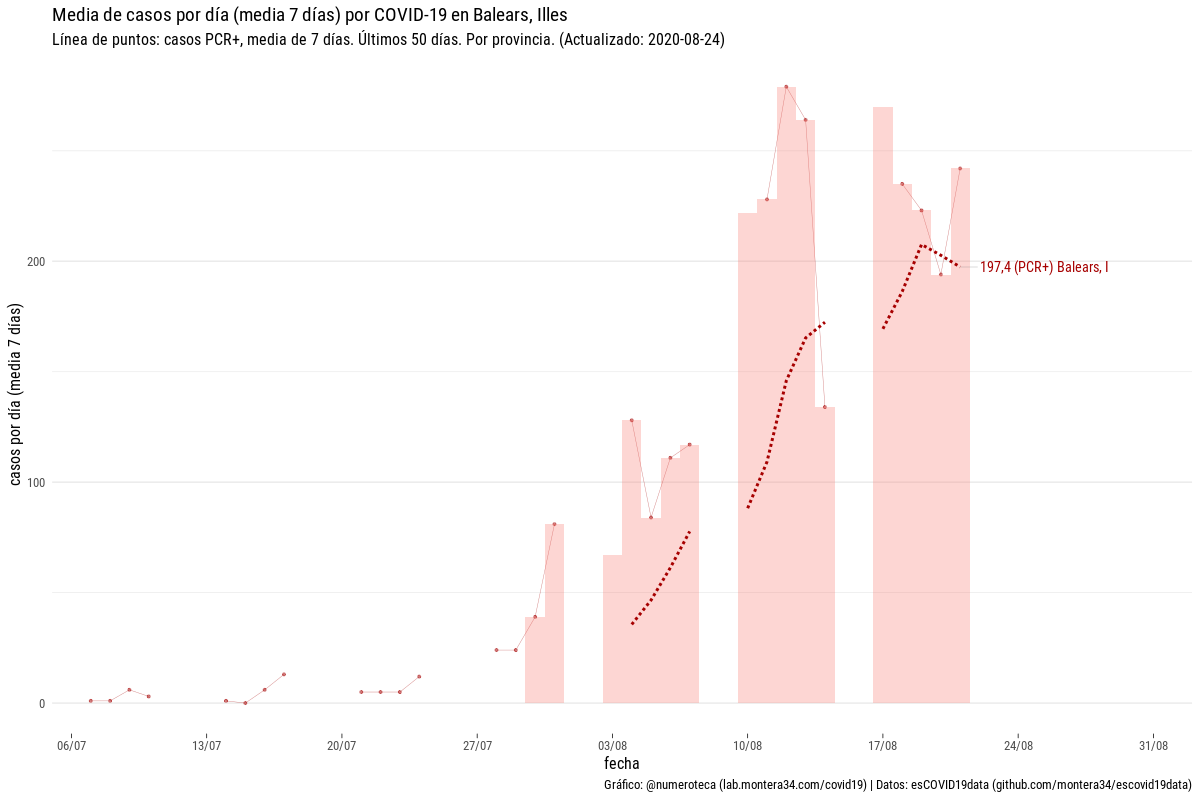 Media de casos por día (media 7 días) por COVID-19 en Balears, Illes
Línea de puntos: casos PCR+, media de 7 días. Últimos 50 días. Por provincia. (Actualizado: 2020-08-24)
casos por día (media 7 días)
200
100
0
197,4 (PCR+) Balears, I
06/07 13/07 20/07 27/07 03/08 10/08 17/08 24/08 31/08
fecha
Gráfico: @numeroteca (lab.montera34.com/covid19) | Datos: esCOVID19data (github.com/montera34/escovid19data)